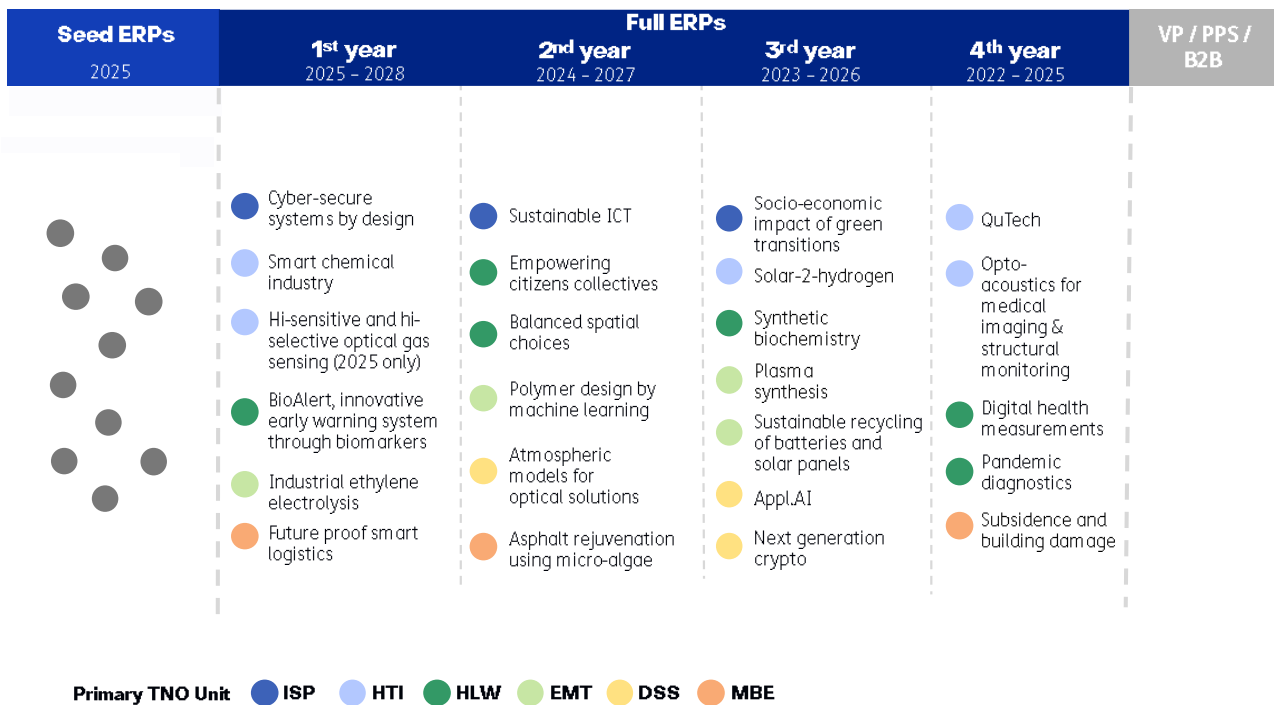 Full ERPs
Seed ERPs
2025
1st year
2025 – 2028
2nd year
2024 – 2027
3rd year
2023 – 2026
4th year
2022 – 2025
VP / PPS /
B2B
Cyber-secure
systems by design
Smart chemical
industry
Hi-sensitive and hi-
selective optical gas
sensing (2025 only)
BioAlert, innovative
early warning system
through biomarkers
Industrial ethylene
electrolysis
Future proof smart
logistics
Sustainable ICT
Empowering
citizens collectives
Balanced spatial
choices
Polymer design by
machine learning
Atmospheric
models for
optical solutions
Asphalt rejuvenation
using micro-algae
Socio-economic
impact of green
transitions
Solar-2-hydrogen
Synthetic
biochemistry
Plasma
synthesis
Sustainable recycling
of batteries and
solar panels
Appl.AI
Next generation
crypto
QuTech
Opto-
acoustics for
medical
imaging &
structural
monitoring
Digital health
measurements
Pandemic
diagnostics
Subsidence and
building damage
Primary TNO Unit ISP HTI HLW EMT DSS MBE